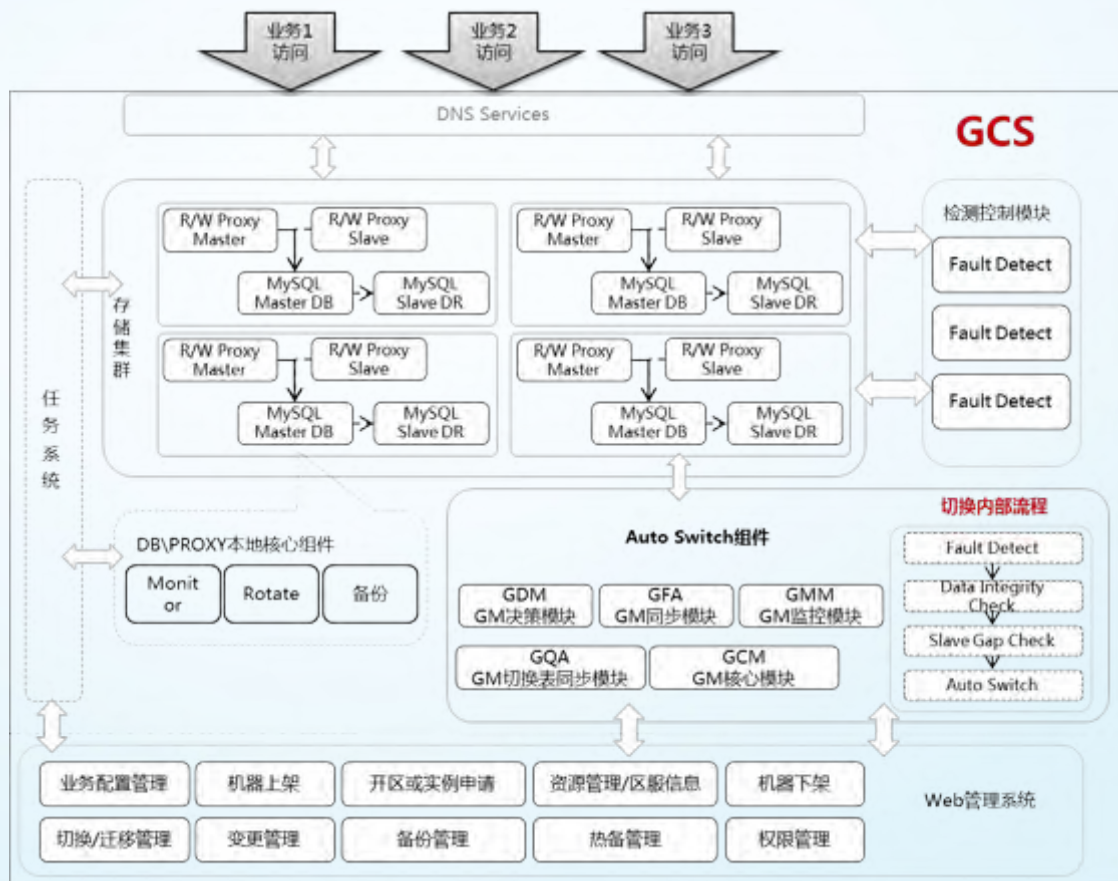 业务1
访问
业务2
访问
业务3
访问
DNS Services
GCS
R/W Proxy
Master
R/W Proxy
Slave
MySQL
Master DB
MySQL
Slave DR
R/W Proxy
Master
R/W Proxy
Slave
MySQL
Master DB
MySQL
Slave DR
R/W Proxy
Master
R/W Proxy
Slave
MySQL
Master DB
MySQL
Slave DR
R/W Proxy
Master
R/W Proxy
Slave
MySQL
Master DB
MySQL
Slave DR
存储集群
任务系统
检测控制模块
Fault Detect
Fault Detect
Fault Detect
DB\PROXY本地核心组件
Monit
or
Rotate
备份
Auto Switch组件
GDM
GM决策模块
GFA
GM同步模块
GMM
GM监控模块
GQA
GM切换表同步模块
GCM
GM核心模块
切换内部流程
Fault Detect
Data Integrity
Check
Slave Gap Check
Auto Switch
业务配置管理
机器上架
开区或实例申请
资源管理/区服信息
机器下架
切换/迁移管理
变更管理
备份管理
热备管理
权限管理
Web管理系统